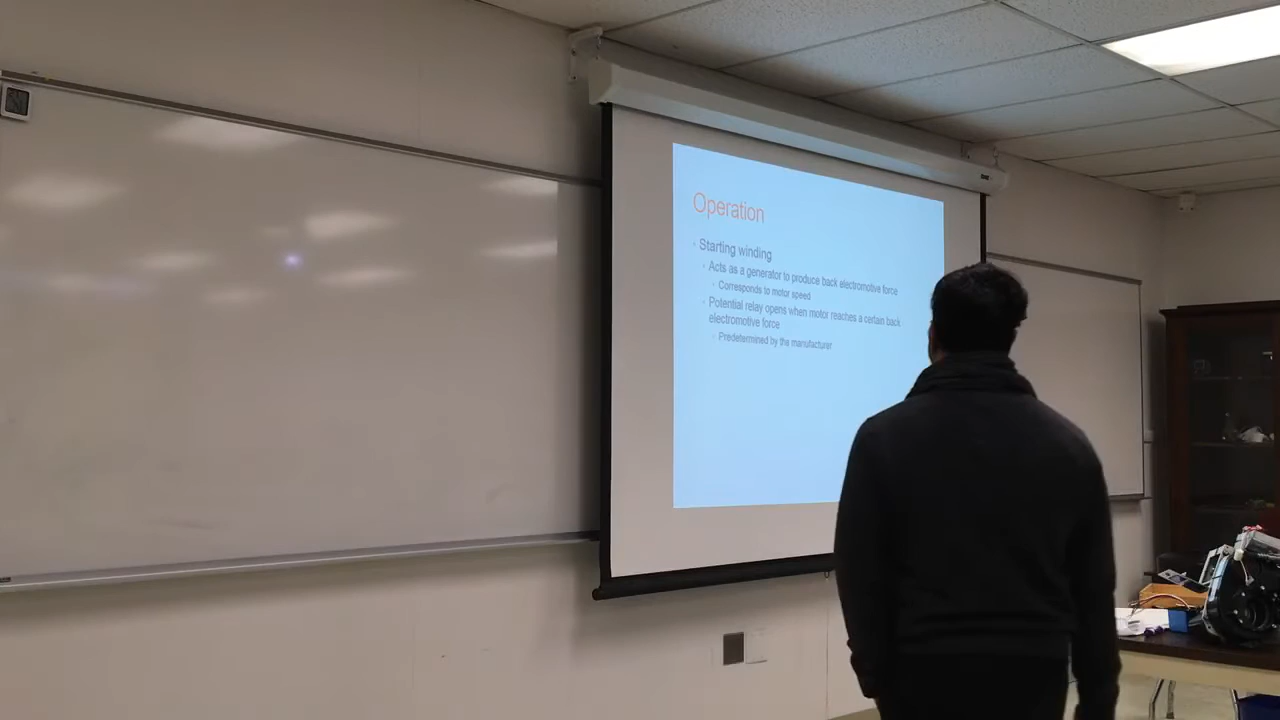 Operation
• Starting winding
• Acts as a generator to produce back electromotive force
• Corresponds to motor speed
• Potential relay opens when motor reaches a certain back
electromotive force
• Predetermined by the manufacturer